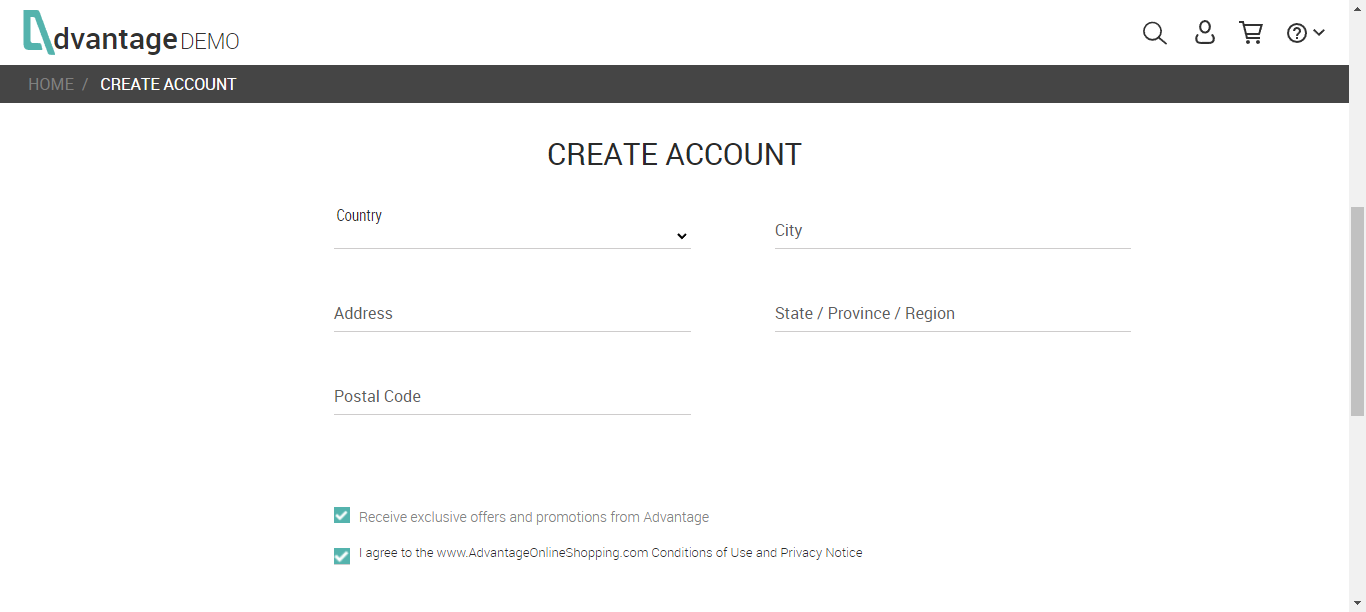 Advantage DEMO
HOME / CREATE ACCOUNT
CREATE ACCOUNT
Country
City
Address
State / Province / Region
Postal Code
Receive exclusive offers and promotions from Advantage
I agree to the www.AdvantageOnlineShopping.com Conditions of Use and Privacy Notice